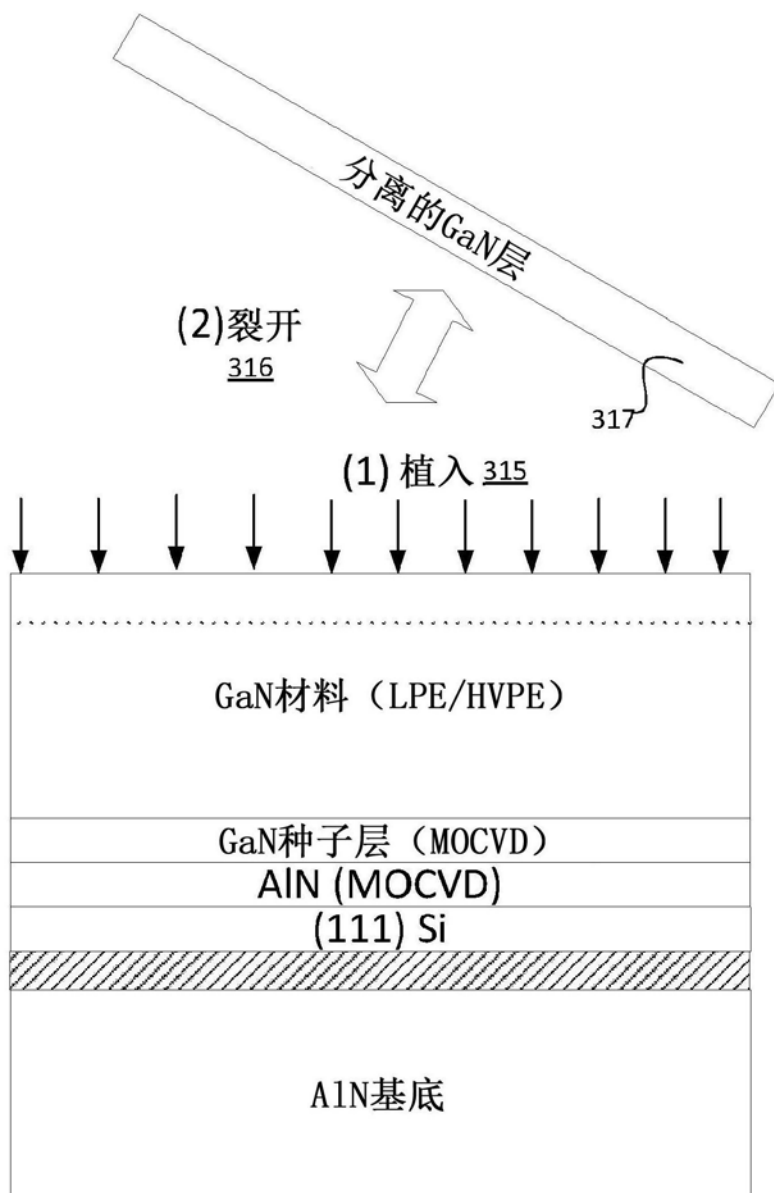 分离的GaN层
(2)裂开
316
317
(1) 植入 315
GaN材料（LPE/HVPE）
GaN种子层（MOCVD）
AlN (MOCVD)
(111) Si
AlN基底